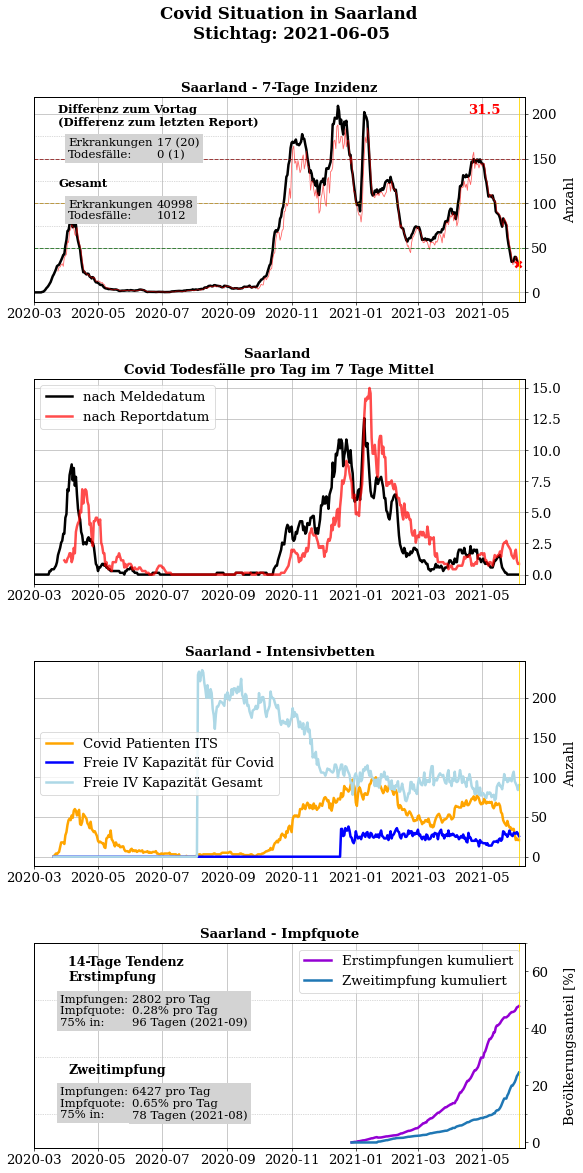 Covid Situation in Saarland
Stichtag: 2021-06-05
Saarland - 7-Tage Inzidenz
Differenz zum Vortag
(Differenz zum letzten Report)
Erkrankungen 17 (20)
Todesfälle: 0 (1)
Gesamt
Erkrankungen 40998
Todesfälle: 1012
31.5
200
150
100
50
0
Anzahl
2020-03 2020-05 2020-07 2020-09 2020-11 2021-01 2021-03 2021-05
Saarland
Covid Todesfälle pro Tag im 7 Tage Mittel
nach Meldedatum
nach Reportdatum
15.0
12.5
10.0
7.5
5.0
2.5
0.0
2020-03 2020-05 2020-07 2020-09 2020-11 2021-01 2021-03 2021-05
Saarland - Intensivbetten
Covid Patienten ITS
Freie IV Kapazität für Covid
Freie IV Kapazität Gesamt
200
150
100
50
0
Anzahl
2020-03 2020-05 2020-07 2020-09 2020-11 2021-01 2021-03 2021-05
Saarland - Impfquote
14-Tage Tendenz
Erstimpfung
Impfungen: 2802 pro Tag
Impfquote: 0.28% pro Tag
75% in: 96 Tagen (2021-09)
Zweitimpfung
Impfungen: 6427 pro Tag
Impfquote: 0.65% pro Tag
75% in: 78 Tagen (2021-08)
Erstimpfungen kumuliert
Zweitimpfung kumuliert
60
40
20
0
Bevölkerungsanteil [%]
2020-03 2020-05 2020-07 2020-09 2020-11 2021-01 2021-03 2021-05